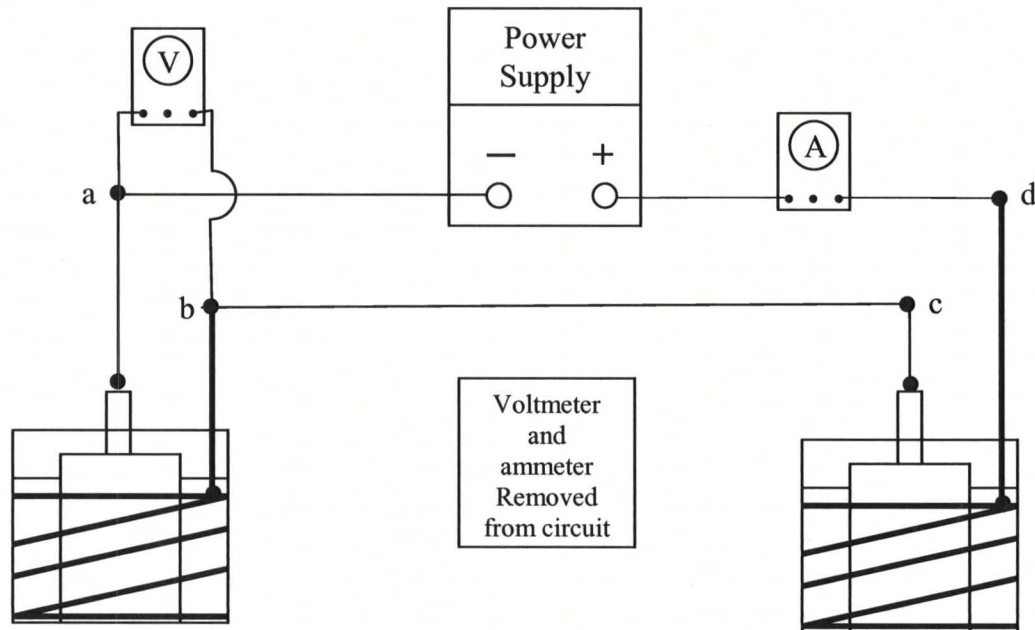 V
Power
Supply
− +
A
a
d
b
c
Voltmeter
and
ammeter
Removed
from circuit